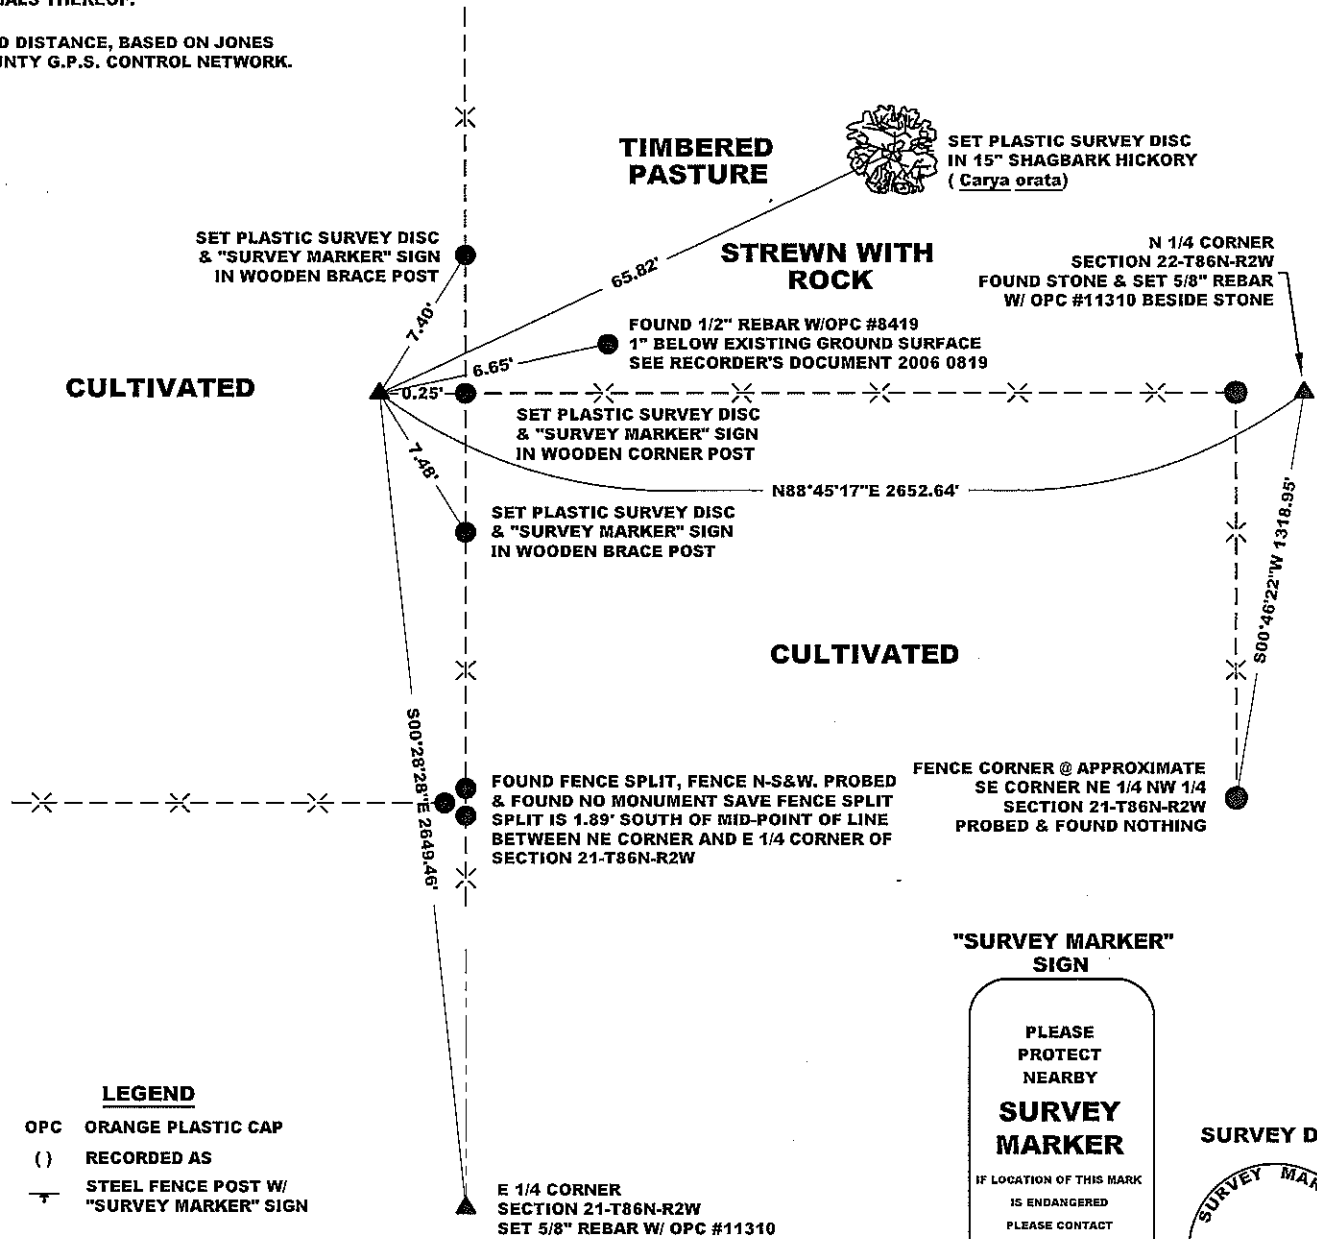 D DISTANCE, BASED ON JONES
UNTY G.P.S. CONTROL NETWORK.
TIMBERED
PASTURE
SET PLASTIC SURVEY DISC
IN 15" SHAGBARK HICKORY
( Carya orata)
SET PLASTIC SURVEY DISC
& "SURVEY MARKER" SIGN
IN WOODEN BRACE POST
STREWN WITH
ROCK
N 1/4 CORNER
SECTION 22-T86N-R2W
FOUND STONE & SET 5/8" REBAR
W/ OPC #11310 BESIDE STONE
65.82'
7.40'
FOUND 1/2" REBAR W/OPC #8419
1" BELOW EXISTING GROUND SURFACE
SEE RECORDER'S DOCUMENT 2006 0819
6.65'
CULTIVATED
0.25'
SET PLASTIC SURVEY DISC
& "SURVEY MARKER" SIGN
IN WOODEN CORNER POST
7.48'
N88°45'17"E 2652.64'
SET PLASTIC SURVEY DISC
& "SURVEY MARKER" SIGN
IN WOODEN BRACE POST
S00°46'22"W 1318.95'
CULTIVATED
S00°28'28"E 2649.46'
FOUND FENCE SPLIT, FENCE N-S&W. PROBED
& FOUND NO MONUMENT SAVE FENCE SPLIT
SPLIT IS 1.89' SOUTH OF MID-POINT OF LINE
BETWEEN NE CORNER AND E 1/4 CORNER OF
SECTION 21-T86N-R2W
FENCE CORNER @ APPROXIMATE
SE CORNER NE 1/4 NW 1/4
SECTION 21-T86N-R2W
PROBED & FOUND NOTHING
"SURVEY MARKER"
SIGN
PLEASE
PROTECT
NEARBY
SURVEY
MARKER
IF LOCATION OF THIS MARK
IS ENDANGERED
PLEASE CONTACT
SURVEY D
SURVEY MAR
LEGEND
OPC ORANGE PLASTIC CAP
( ) RECORDED AS
STEEL FENCE POST W/
"SURVEY MARKER" SIGN
E 1/4 CORNER
SECTION 21-T86N-R2W
SET 5/8" REBAR W/ OPC #11310